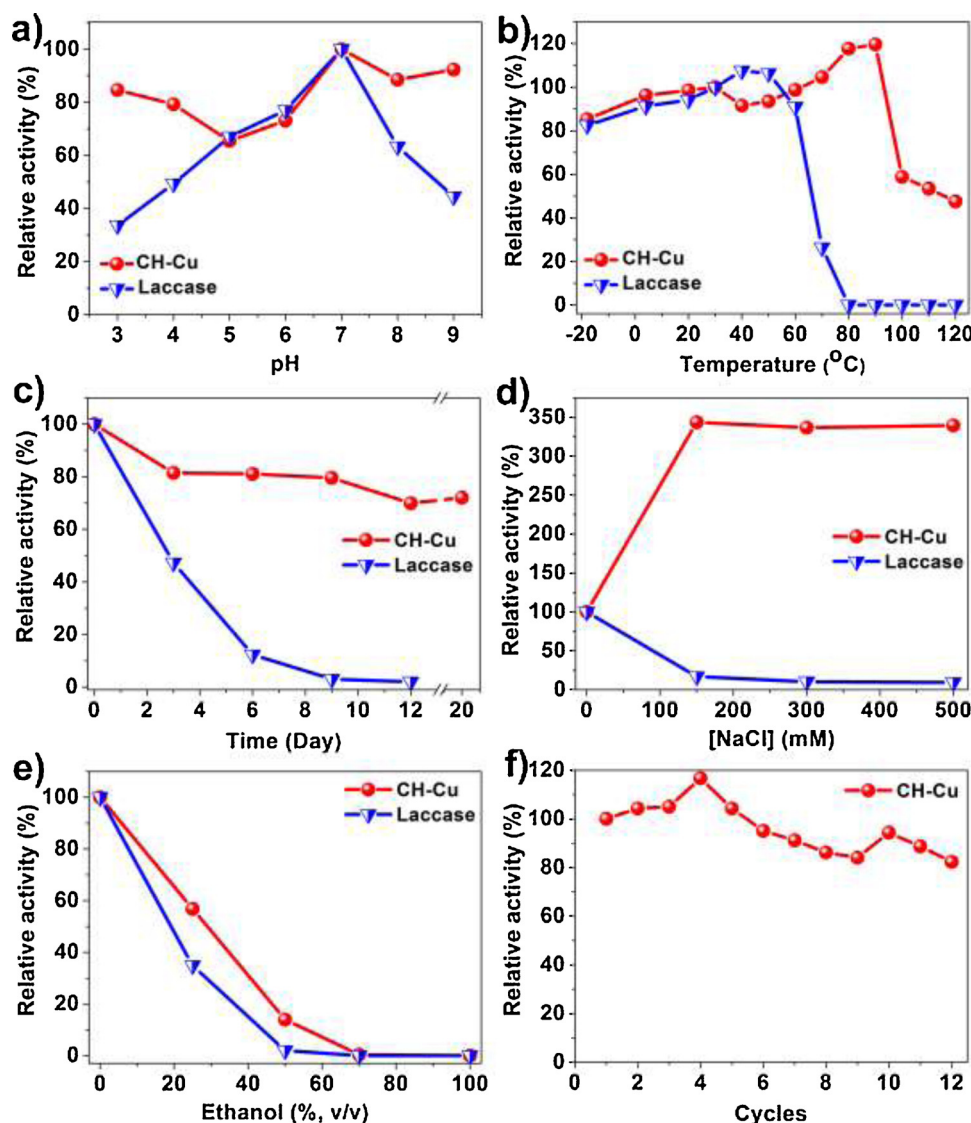 a)
Relative activity (%)
100
80
60
40
20
0
CH-Cu
Laccase
3 4 5 6 7 8 9
pH
b)
Relative activity (%)
120
100
80
60
40
20
0
CH-Cu
Laccase
-20 0 20 40 60 80 100 120
Temperature (°C)
c)
Relative activity (%)
100
80
60
40
20
0
CH-Cu
Laccase
0 2 4 6 8 10 12 20
Time (Day)
d)
Relative activity (%)
350
300
250
200
150
100
50
0
CH-Cu
Laccase
0 100 200 300 400 500
[NaCl] (mM)
e)
Relative activity (%)
100
80
60
40
20
0
CH-Cu
Laccase
0 20 40 60 80 100
Ethanol (%, v/v)
f)
Relative activity (%)
120
100
80
60
40
20
0
CH-Cu
0 2 4 6 8 10 12
Cycles